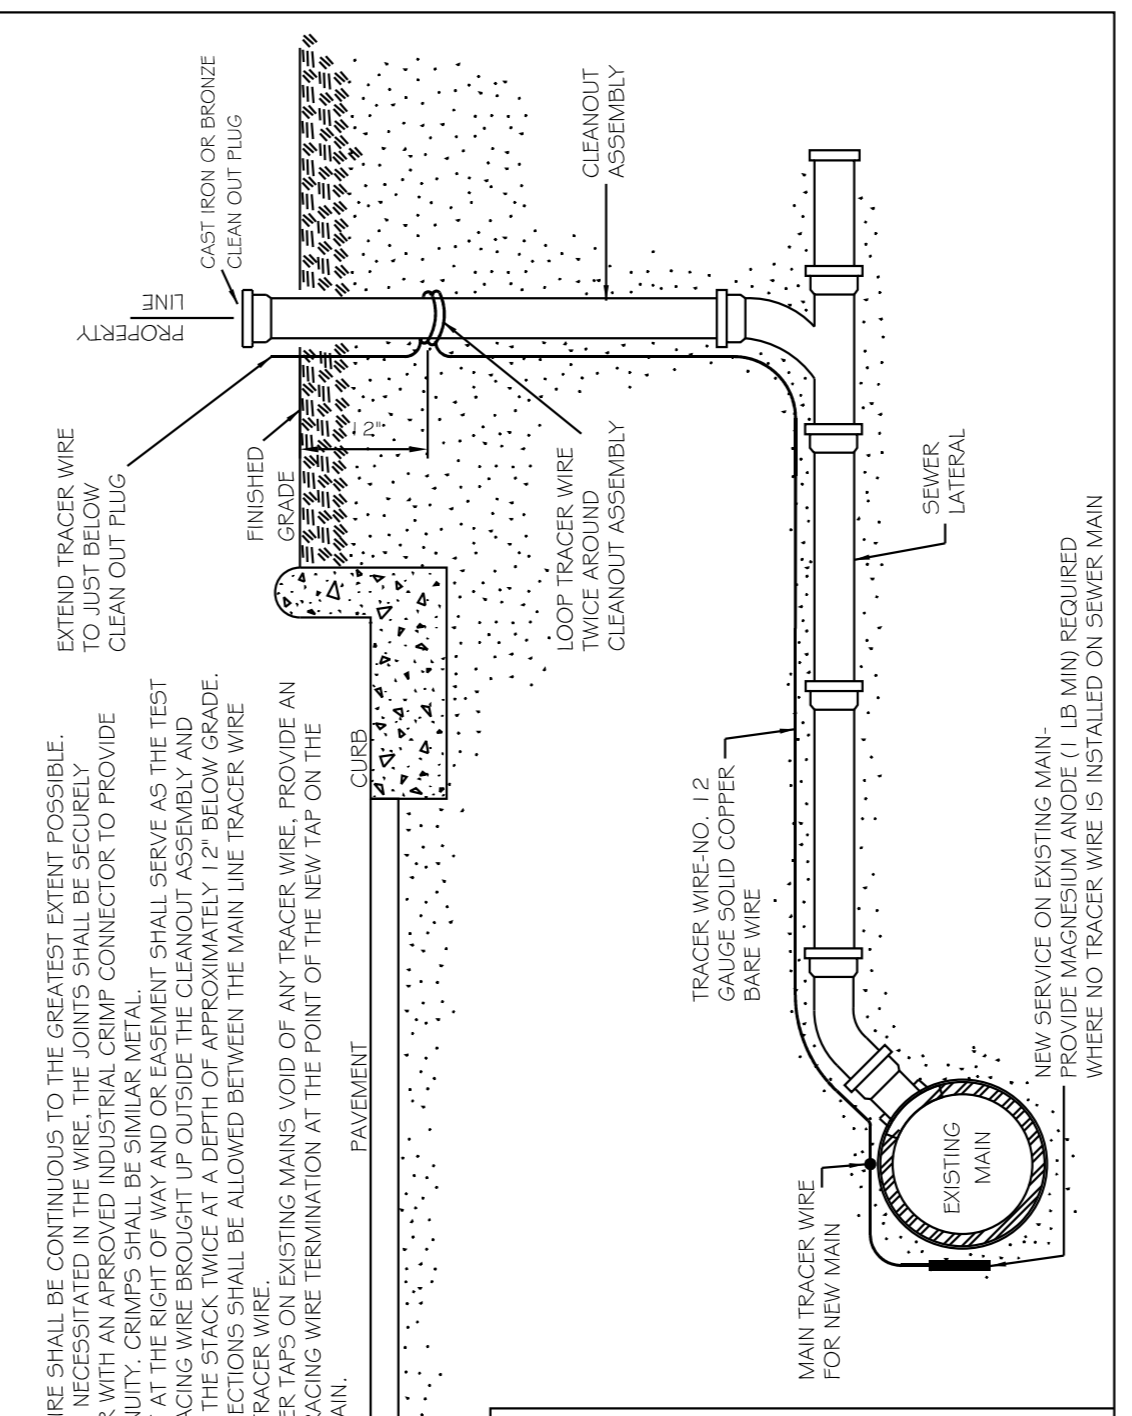 IRE SHALL BE CONTINUOUS TO THE GREATEST EXTENT POSSIBLE.
NECESSITATED IN THE WIRE, THE JOINTS SHALL BE SECURELY
R WITH AN APPROVED INDUSTRIAL CRIMP CONNECTOR TO PROVIDE
NUITY. CRIMPS SHALL BE SIMILAR METAL.
AT THE RIGHT OF WAY AND OR EASEMENT SHALL SERVE AS THE TEST
ACING WIRE BROUGHT UP OUTSIDE THE CLEANOUT ASSEMBLY AND
THE STACK TWICE AT A DEPTH OF APPROXIMATELY 12" BELOW GRADE.
ECTIONS SHALL BE ALLOWED BETWEEN THE MAIN LINE TRACER WIRE
TRACER WIRE.
ER TAPS ON EXISTING MAINS VOID OF ANY TRACER WIRE, PROVIDE AN
RACING WIRE TERMINATION AT THE POINT OF THE NEW TAP ON THE
AIN.
EXTEND TRACER WIRE
TO JUST BELOW
CLEAN OUT PLUG
PROPERTY
LINE
CAST IRON OR BRONZE
CLEAN OUT PLUG
FINISHED
GRADE
12"
PAVEMENT
CURB
LOOP TRACER WIRE
TWICE AROUND
CLEANOUT ASSEMBLY
CLEANOUT
ASSEMBLY
TRACER WIRE-NO. 12
GAUGE SOLID COPPER
BARE WIRE
SEWER
LATERAL
MAIN TRACER WIRE
FOR NEW MAIN
EXISTING
MAIN
NEW SERVICE ON EXISTING MAIN-
PROVIDE MAGNESIUM ANODE (1 LB MIN) REQUIRED
WHERE NO TRACER WIRE IS INSTALLED ON SEWER MAIN